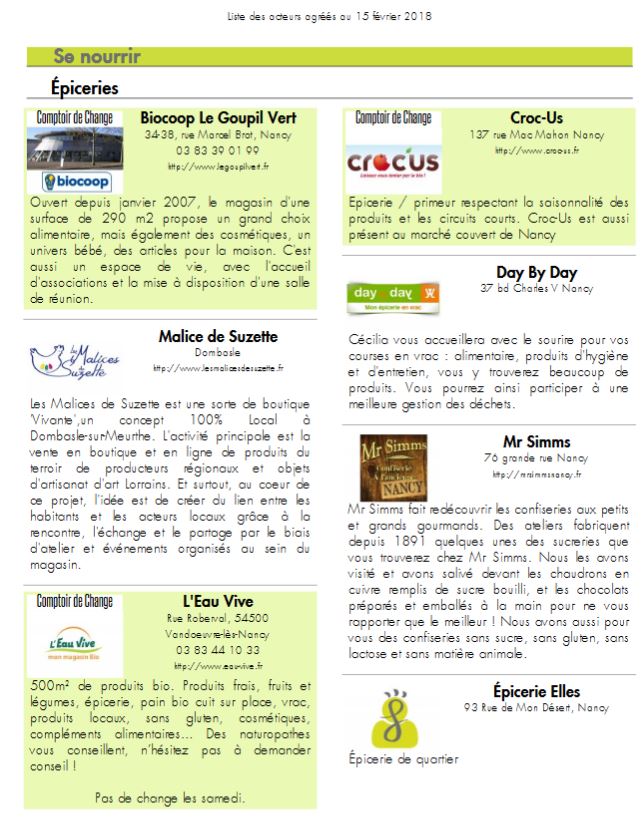 Liste des acteurs agréés au 15 février 2018
Se nourrir
Épiceries
Comptoir de Change
biocoop
Biocoop Le Goupil Vert
34-38, rue Marcel Brot, Nancy
03 83 39 01 99
http://www.legoupilvert.fr
Ouvert depuis janvier 2007, le magasin d'une
surface de 290 m2 propose un grand choix
alimentaire, mais également des cosmétiques, un
univers bébé, des articles pour la maison. C'est
aussi un espace de vie, avec l'accueil
d'associations et la mise à disposition d'une salle
de réunion.
Les
Malices
de
Suzette
Malice de Suzette
Dombasle
http://www.lesmalicesdesuzette.fr
Les Malices de Suzette est une sorte de boutique
'Vivante',un concept 100% Local à
Dombasle-sur-Meurthe. L'activité principale est la
vente en boutique et en ligne de produits du
terroir de producteurs régionaux et objets
d'artisanat d'art Lorrains. Et surtout, au coeur de
ce projet, l'idée est de créer du lien entre les
habitants et les acteurs locaux grâce à la
rencontre, l'échange et le partage par le biais
d'atelier et événements organisés au sein du
magasin.
Comptoir de Change
L'Eau Vive
mon magasin Bio
L'Eau Vive
Rue Roberval, 54500
Vandoeuvre-lès-Nancy
03 83 44 10 33
http://www.eau-vive.fr
500m² de produits bio. Produits frais, fruits et
légumes, épicerie, pain bio cuit sur place, vrac,
produits locaux, sans gluten, cosmétiques,
compléments alimentaires... Des naturopathes
vous conseillent, n'hésitez pas à demander
conseil !
Pas de change les samedi.
Comptoir de Change
CROC'US
Laissez-vous tenter par le bio !
Croc-Us
137 rue Mac Mahon Nancy
http://www.croc-us.fr
Epicerie / primeur respectant la saisonnalité des
produits et les circuits courts. Croc-Us est aussi
présent au marché couvert de Nancy
day day
Mon épicerie en vrac
Day By Day
37 bd Charles V Nancy
Cécilia vous accueillera avec le sourire pour vos
courses en vrac : alimentaire, produits d'hygiène
et d'entretien, vous y trouverez beaucoup de
produits. Vous pourrez ainsi participer à une
meilleure gestion des déchets.
Mr Simms
Confiserie
à l'ancienne
NANCY
Mr Simms
76 grande rue Nancy
http://mrsimmsnancy.fr
Mr Simms fait redécouvrir les confiseries aux petits
et grands gourmands. Des ateliers fabriquent
depuis 1891 quelques unes des sucreries que
vous trouverez chez Mr Simms. Nous les avons
visité et avons salivé devant les chaudrons en
cuivre remplis de sucre bouilli, et les chocolats
préparés et emballés à la main pour ne vous
rapporter que le meilleur ! Nous avons aussi pour
vous des confiseries sans sucre, sans gluten, sans
lactose et sans matière animale.
Épicerie Elles
93 Rue de Mon Désert, Nancy
Épicerie de quartier